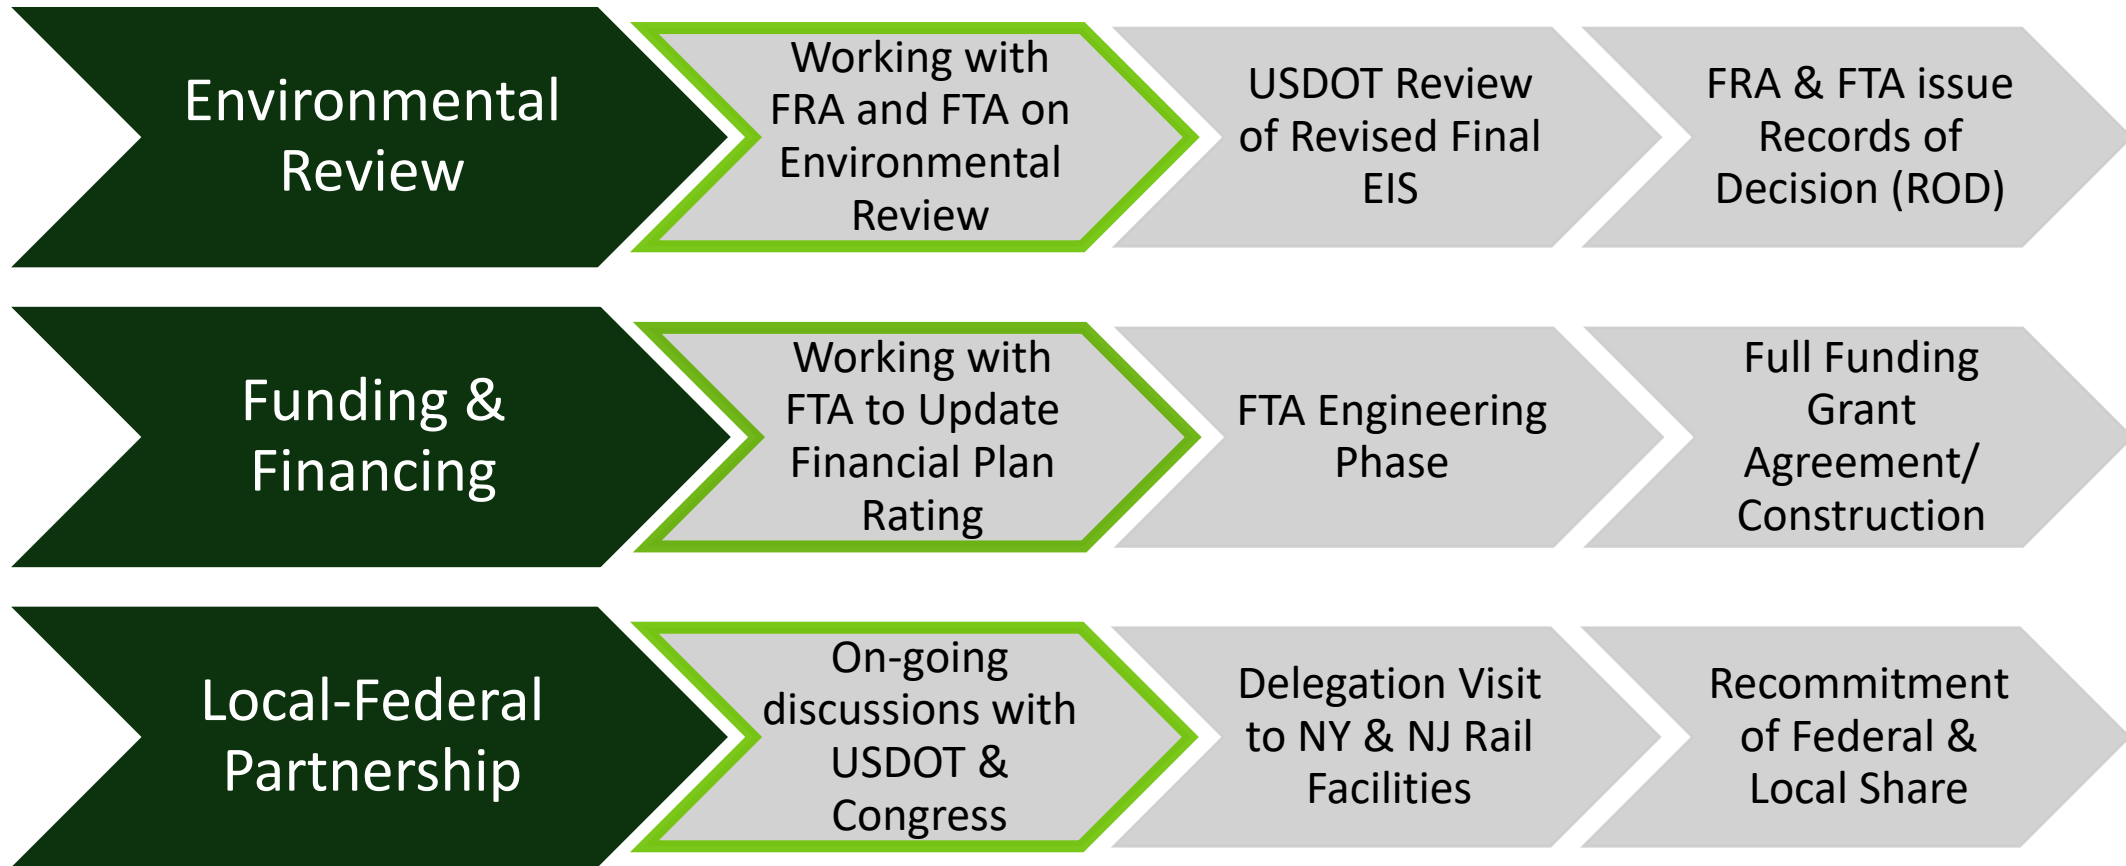 Environmental
Review
Working with
FRA and FTA on
Environmental
Review
USDOT Review
of Revised Final
EIS
FRA & FTA issue
Records of
Decision (ROD)
Funding &
Financing
Working with
FTA to Update
Financial Plan
Rating
FTA Engineering
Phase
Full Funding
Grant
Agreement/
Construction
Local-Federal
Partnership
On-going
discussions with
USDOT &
Congress
Delegation Visit
to NY & NJ Rail
Facilities
Recommitment
of Federal &
Local Share